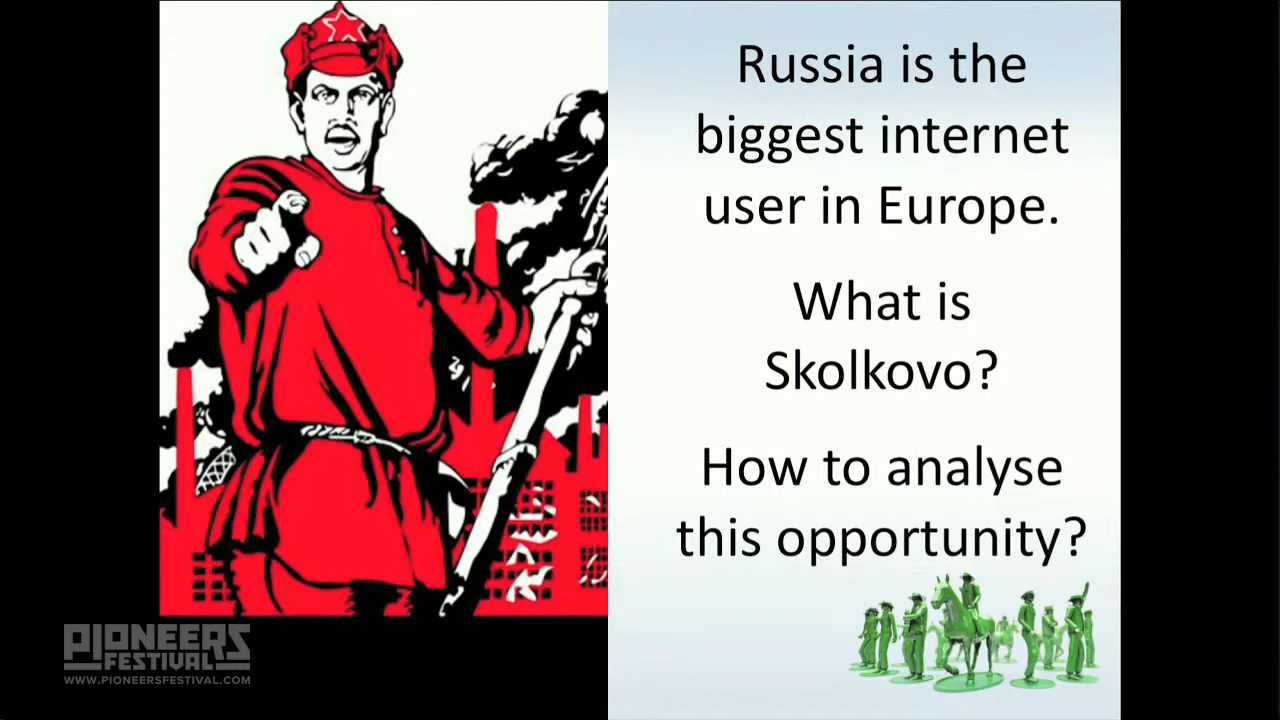 Russia is the
biggest internet
user in Europe.
What is
Skolkovo?
How to analyse
this opportunity?
PIONEERS
FESTIVAL
WWW.PIONEERSFESTIVAL.COM